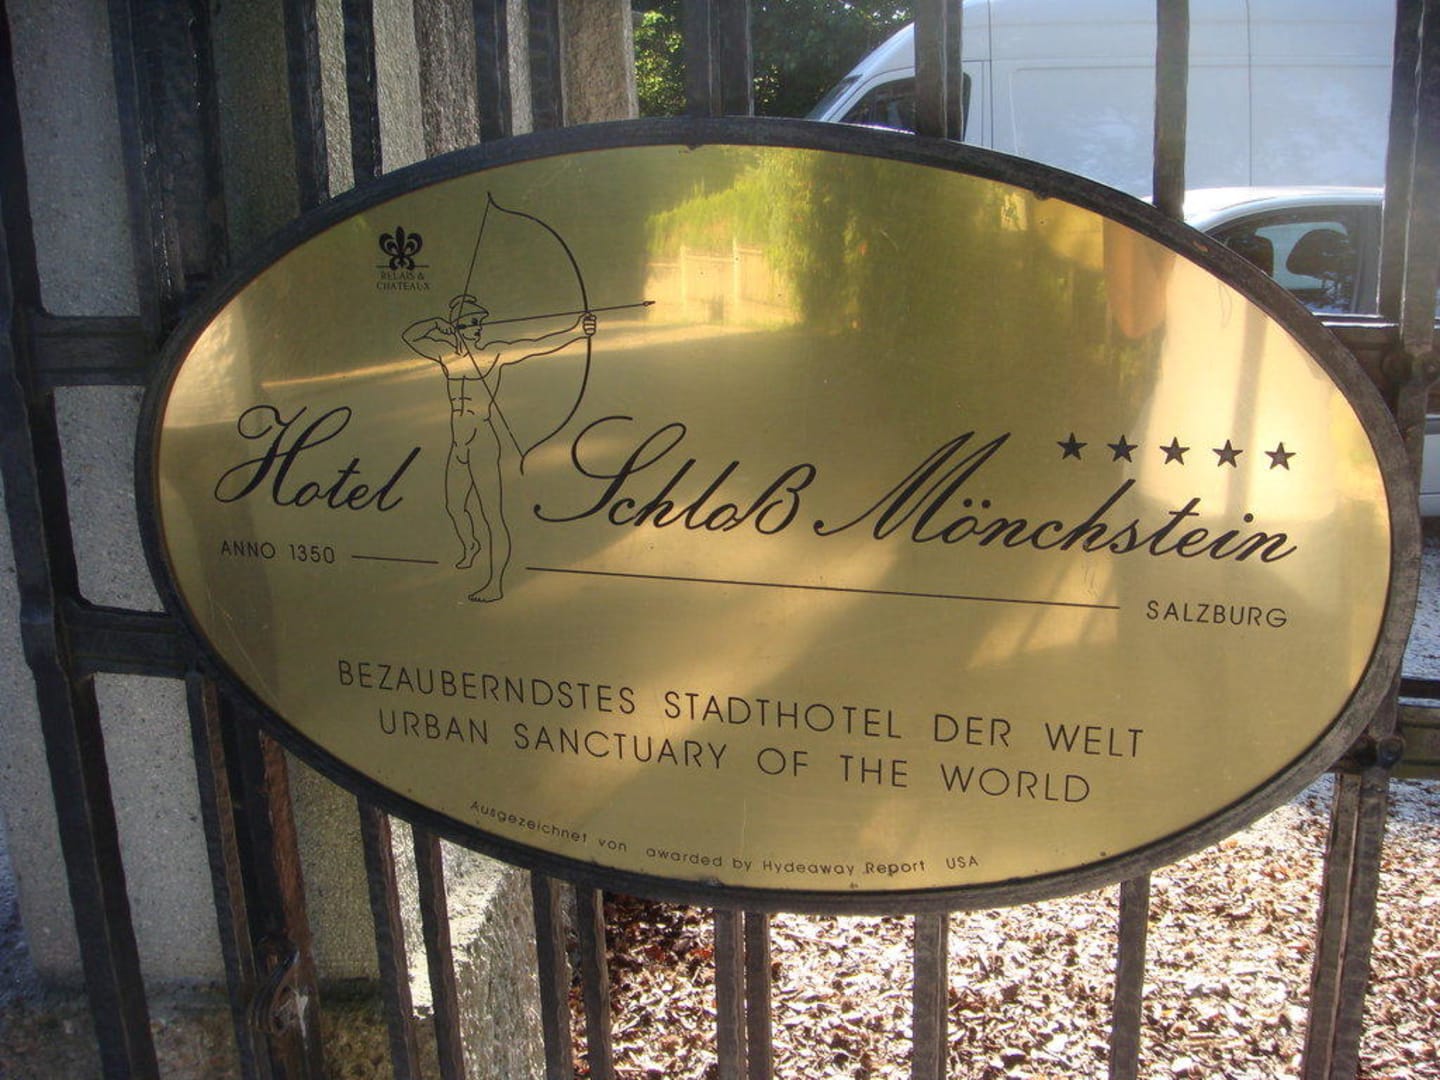 RELAIS &
CHATEAUX
Hotel Schloß Mönchstein
ANNO 1350
SALZBURG
BEZAUBERNDSTES STADTHOTEL DER WELT
URBAN SANCTUARY OF THE WORLD
Ausgezeichnet von awarded by Hydeaway Report USA